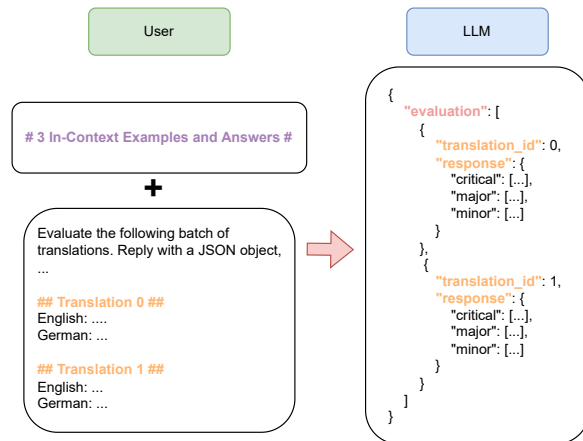 User
LLM
# 3 In-Context Examples and Answers #
+
Evaluate the following batch of
translations. Reply with a JSON object,
...
## Translation 0 ##
English: ....
German: ...
## Translation 1 ##
English: ...
German: ...
{
"evaluation": [
{
"translation_id": 0,
"response": {
"critical": [...],
"major": [...],
"minor": [...]
}
},
{
"translation_id": 1,
"response": {
"critical": [...],
"major": [...],
"minor": [...]
}
}
]
}